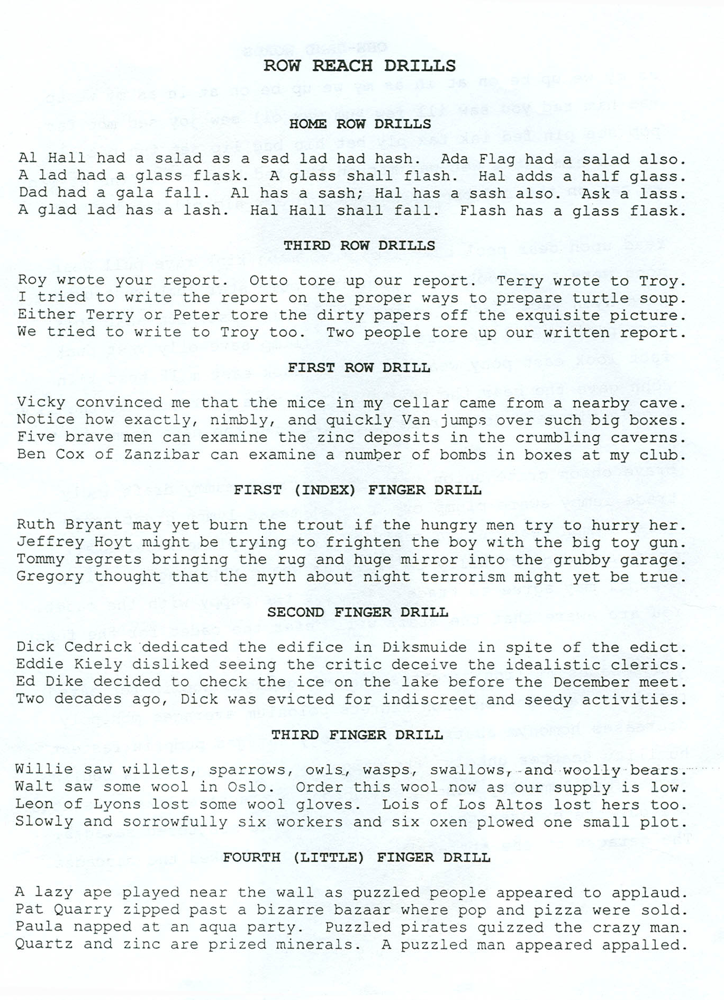 ROW REACH DRILLS
HOME ROW DRILLS
Al Hall had a salad as a sad lad had hash.  Ada Flag had a salad also.
A lad had a glass flask.  A glass shall flash.  Hal adds a half glass.
Dad had a gala fall.  Al has a sash; Hal has a sash also.  Ask a lass.
A glad lad has a lash.  Hal Hall shall fall.  Flash has a glass flask.
THIRD ROW DRILLS
Roy wrote your report.  Otto tore up our report.  Terry wrote to Troy.
I tried to write the report on the proper ways to prepare turtle soup.
Either Terry or Peter tore the dirty papers off the exquisite picture.
We tried to write to Troy too.  Two people tore up our written report.
FIRST ROW DRILL
Vicky convinced me that the mice in my cellar came from a nearby cave.
Notice how exactly, nimbly, and quickly Van jumps over such big boxes.
Five brave men can examine the zinc deposits in the crumbling caverns.
Ben Cox of Zanzibar can examine a number of bombs in boxes at my club.
FIRST (INDEX) FINGER DRILL
Ruth Bryant may yet burn the trout if the hungry men try to hurry her.
Jeffrey Hoyt might be trying to frighten the boy with the big toy gun.
Tommy regrets bringing the rug and huge mirror into the grubby garage.
Gregory thought that the myth about night terrorism might yet be true.
SECOND FINGER DRILL
Dick Cedrick dedicated the edifice in Diksmuide in spite of the edict.
Eddie Kiely disliked seeing the critic deceive the idealistic clerics.
Ed Dike decided to check the ice on the lake before the December meet.
Two decades ago, Dick was evicted for indiscreet and seedy activities.
THIRD FINGER DRILL
Willie saw willets, sparrows, owls, wasps, swallows, and woolly bears.
Walt saw some wool in Oslo.  Order this wool now as our supply is low.
Leon of Lyons lost some wool gloves.  Lois of Los Altos lost hers too.
Slowly and sorrowfully six workers and six oxen plowed one small plot.
FOURTH (LITTLE) FINGER DRILL
A lazy ape played near the wall as puzzled people appeared to applaud.
Pat Quarry zipped past a bizarre bazaar where pop and pizza were sold.
Paula napped at an aqua party.  Puzzled pirates quizzed the crazy man.
Quartz and zinc are prized minerals.  A puzzled man appeared appalled.